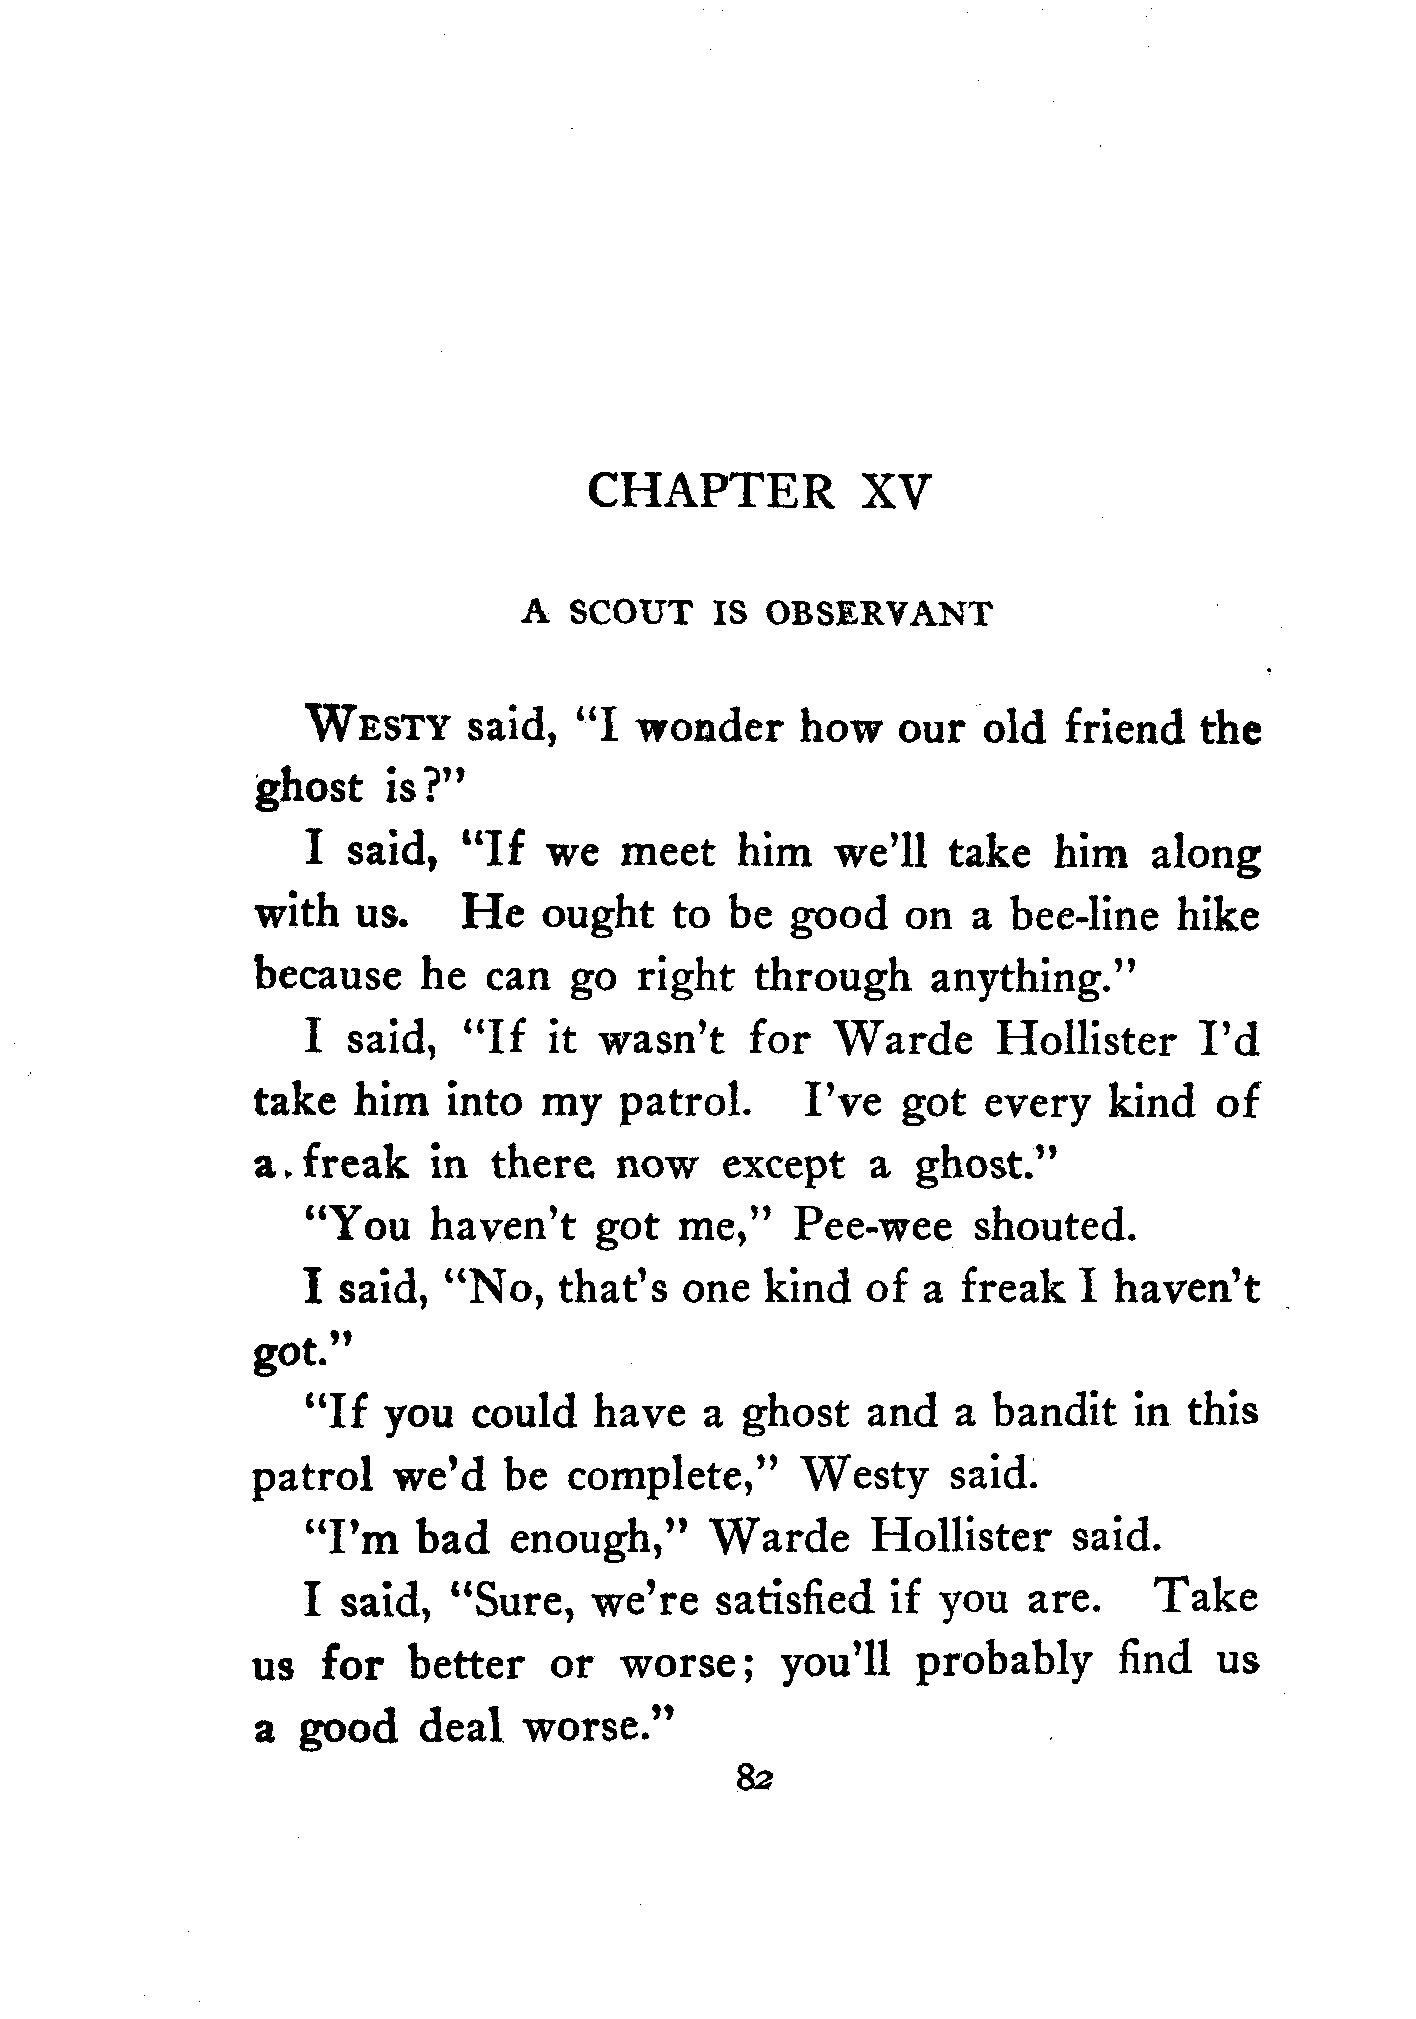 CHAPTER XV
A SCOUT IS OBSERVANT
WESTY said, “I wonder how our old friend the
ghost is?”
I said, “If we meet him we’ll take him along
with us. He ought to be good on a bee-line hike
because he can go right through anything.”
I said, “If it wasn’t for Warde Hollister I’d
take him into my patrol. I’ve got every kind of
a freak in there now except a ghost.”
“You haven’t got me,” Pee-wee shouted.
I said, “No, that’s one kind of a freak I haven’t
got.”
“If you could have a ghost and a bandit in this
patrol we’d be complete,” Westy said.
“I’m bad enough,” Warde Hollister said.
I said, “Sure, we’re satisfied if you are. Take
us for better or worse; you’ll probably find us
a good deal worse.”
82